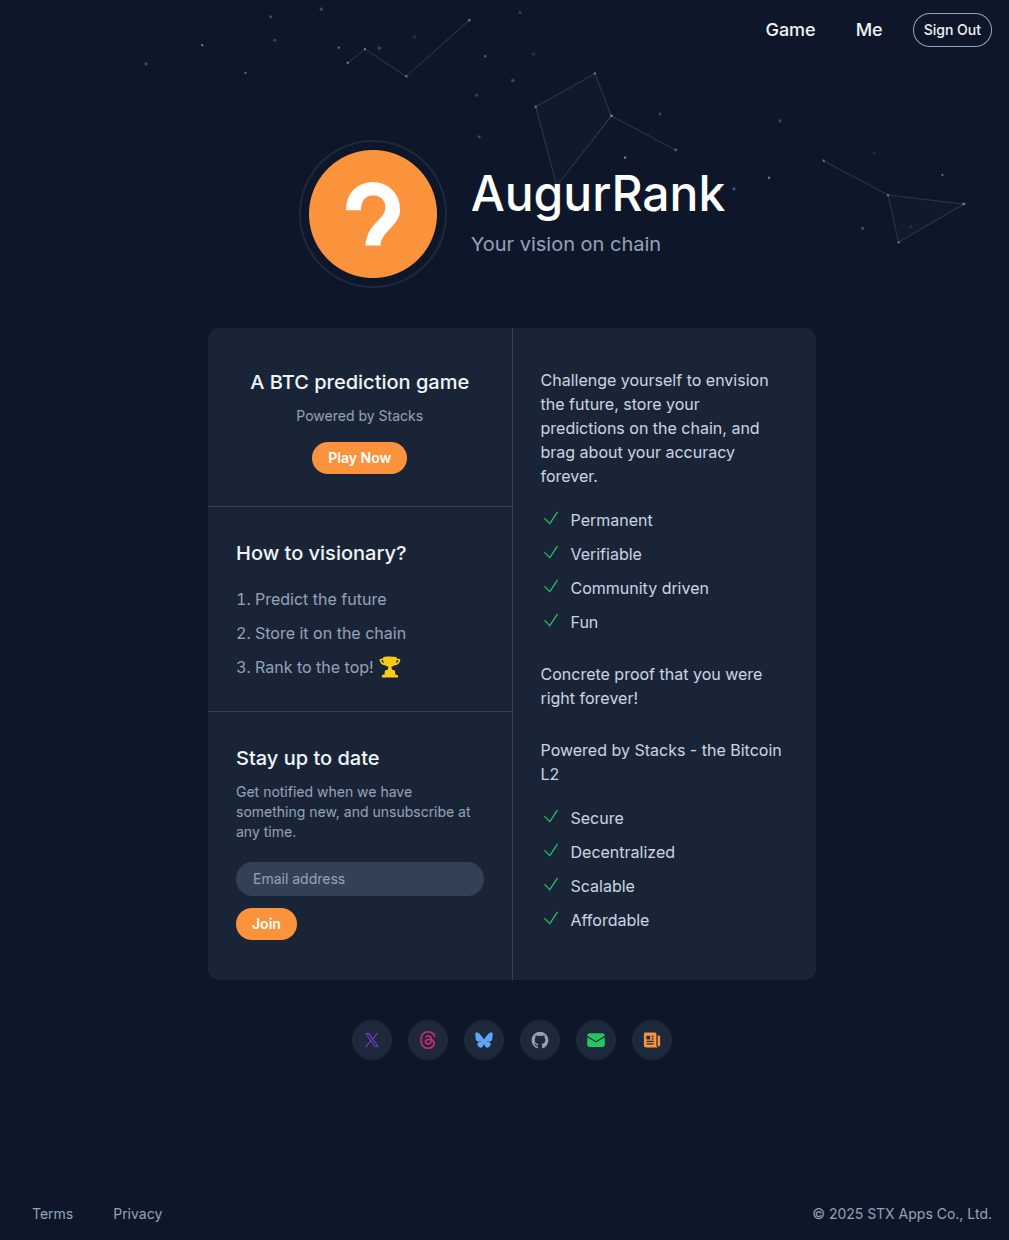 Game
Me
Sign Out
?
AugurRank
Your vision on chain
A BTC prediction game
Powered by Stacks
Play Now
How to visionary?
1. Predict the future
2. Store it on the chain
3. Rank to the top!
Stay up to date
Get notified when we have
something new, and unsubscribe at
any time.
Email address
Join
Challenge yourself to envision
the future, store your
predictions on the chain, and
brag about your accuracy
forever.
Permanent
Verifiable
Community driven
Fun
Concrete proof that you were
right forever!
Powered by Stacks - the Bitcoin
L2
Secure
Decentralized
Scalable
Affordable
Terms
Privacy
© 2025 STX Apps Co., Ltd.